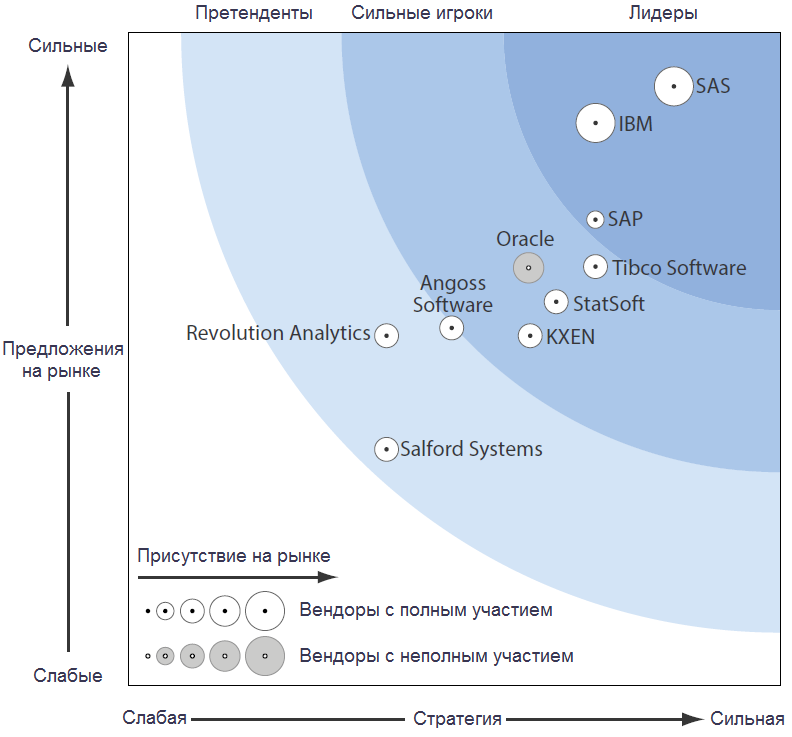 Претенденты
Сильные игроки
Лидеры
Сильные
SAS
IBM
SAP
Oracle
Tibco Software
Angoss
Software
StatSoft
Предложения
на рынке
Revolution Analytics
KXEN
Salford Systems
Присутствие на рынке
Вендоры с полным участием
Вендоры с неполным участием
Слабые
Слабая
Стратегия
Сильная